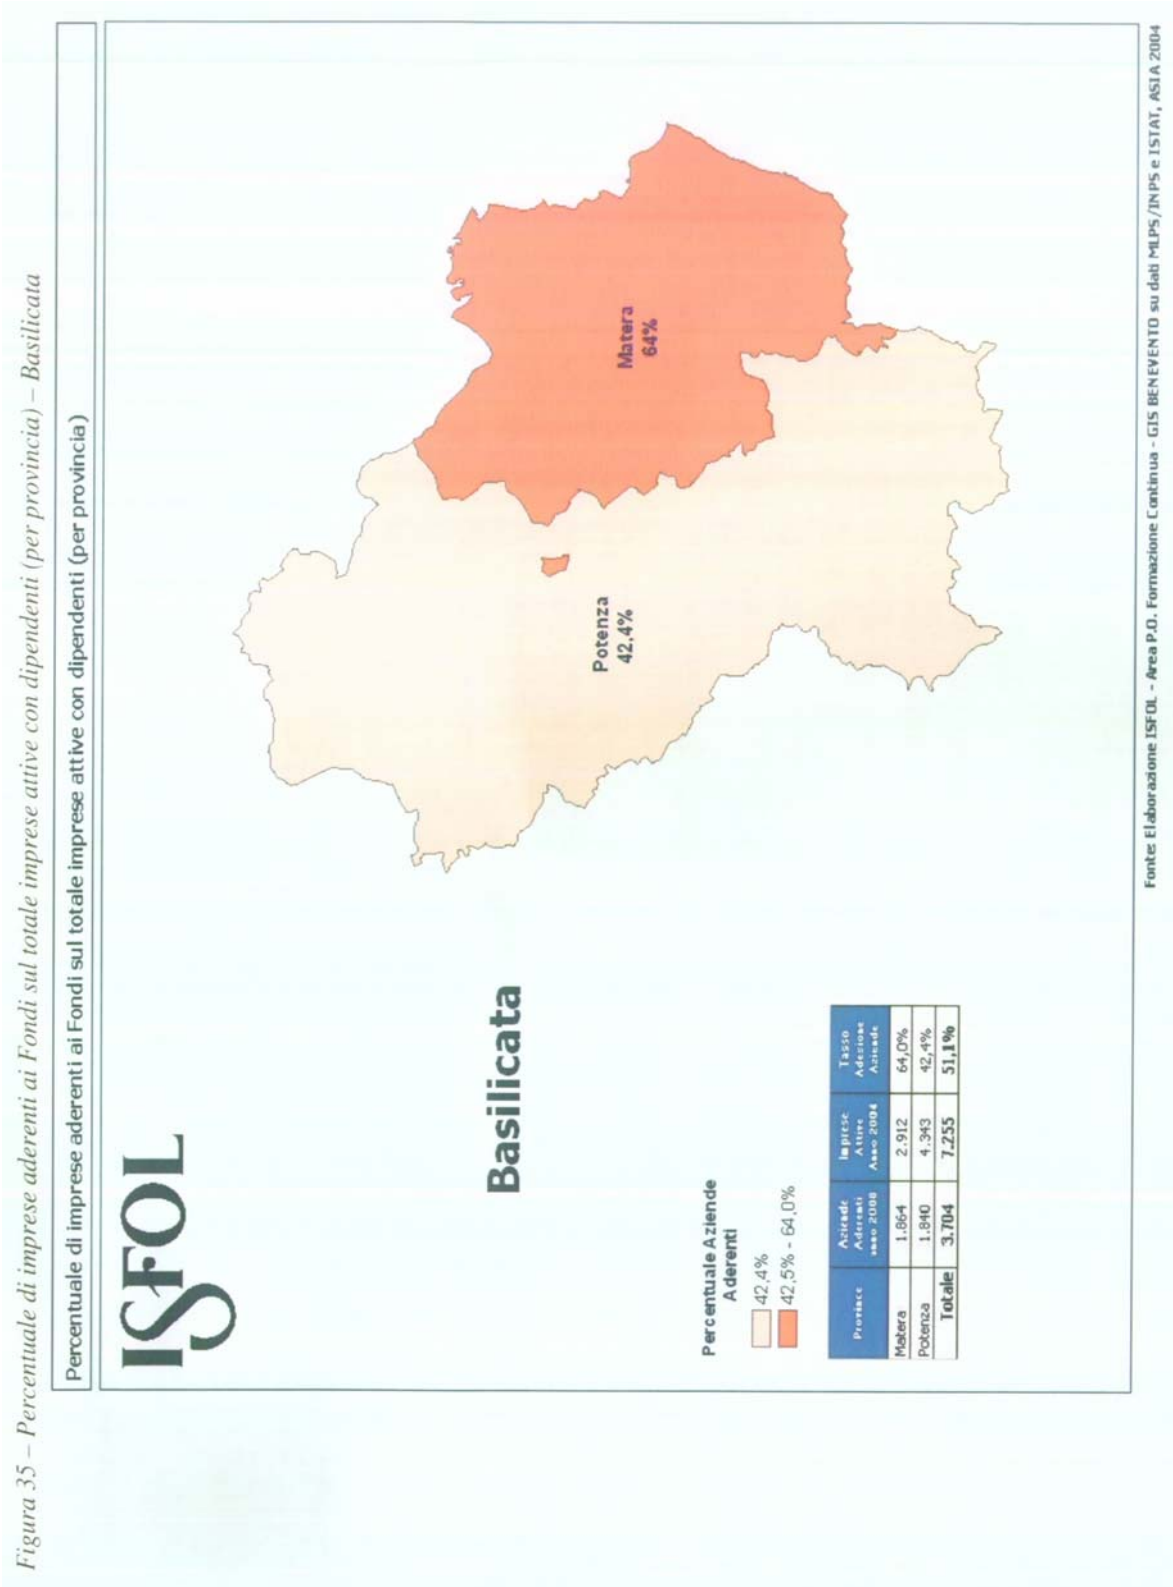 Figura 35 – Percentuale di imprese aderenti ai Fondi sul totale imprese attive con dipendenti (per provincia) – Basilicata
Percentuale di imprese aderenti ai Fondi sul totale imprese attive con dipendenti (per provincia)
ISFOL
Basilicata
Matera
64%
Potenza
42,4%
Percentuale Aziende
Aderenti
42,4%
42,5% - 64,0%
Province Aziende Aderenti anno 2008 Imprese Attive Anno 2004 Tasso Adesione Aziende
Matera 1.864 2.912 64,0%
Potenza 1.840 4.343 42,4%
Totale 3.704 7.255 51,1%
Fonte: Elaborazione ISFOL - Area P.O. Formazione Continua - GIS BENEVENTO su dati MLPS/INPS e ISTAT, ASIA 2004